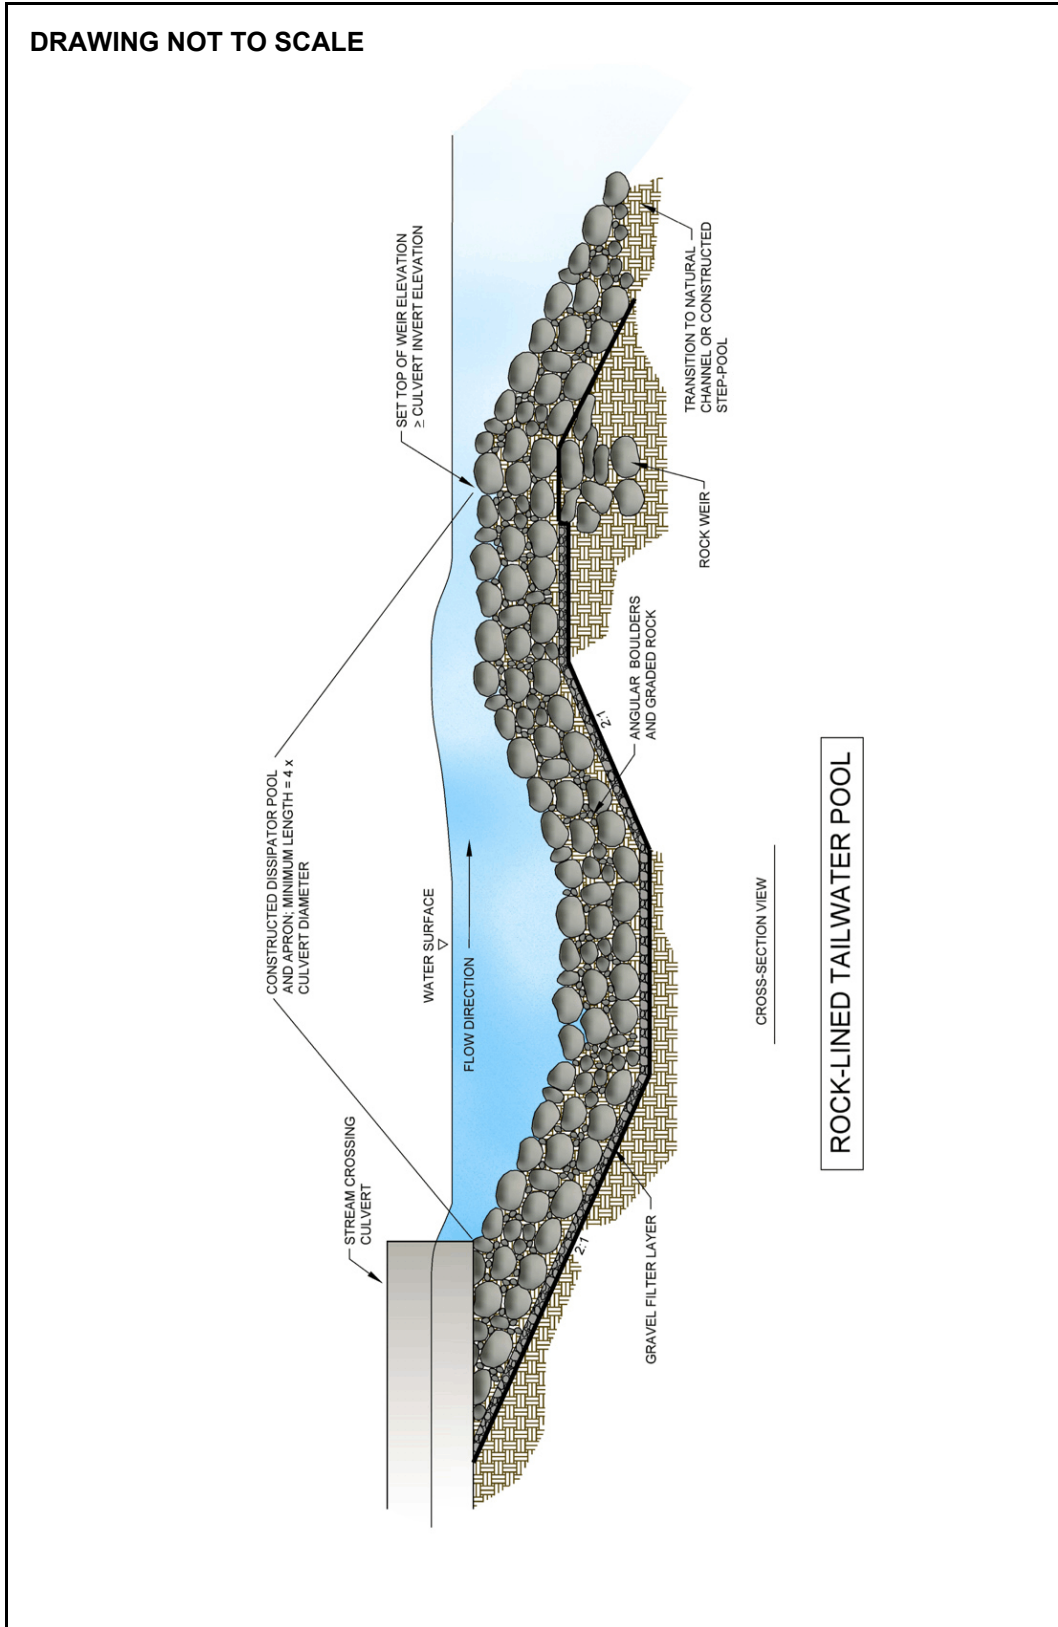 DRAWING NOT TO SCALE
STREAM CROSSING
CULVERT
CONSTRUCTED DISSIPATOR POOL
AND APRON; MINIMUM LENGTH = 4 x
CULVERT DIAMETER
WATER SURFACE
FLOW DIRECTION
SET TOP OF WEIR ELEVATION
≥ CULVERT INVERT ELEVATION
2:1
GRAVEL FILTER LAYER
2:1
ANGULAR BOULDERS
AND GRADED ROCK
ROCK WEIR
TRANSITION TO NATURAL
CHANNEL OR CONSTRUCTED
STEP-POOL
CROSS-SECTION VIEW
ROCK-LINED TAILWATER POOL